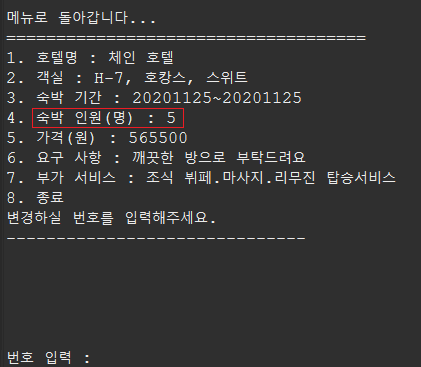 메뉴로 돌아갑니다...
====================================
1. 호텔명 : 체인 호텔
2. 객실 : H-7, 호캉스, 스위트
3. 숙박 기간 : 20201125~20201125
4. 숙박 인원(명) : 5
5. 가격(원) : 565500
6. 요구 사항 : 깨끗한 방으로 부탁드려요
7. 부가 서비스 : 조식 뷔페.마사지.리무진 탑승서비스
8. 종료
변경하실 번호를 입력해주세요.
------------------------------
번호 입력 :